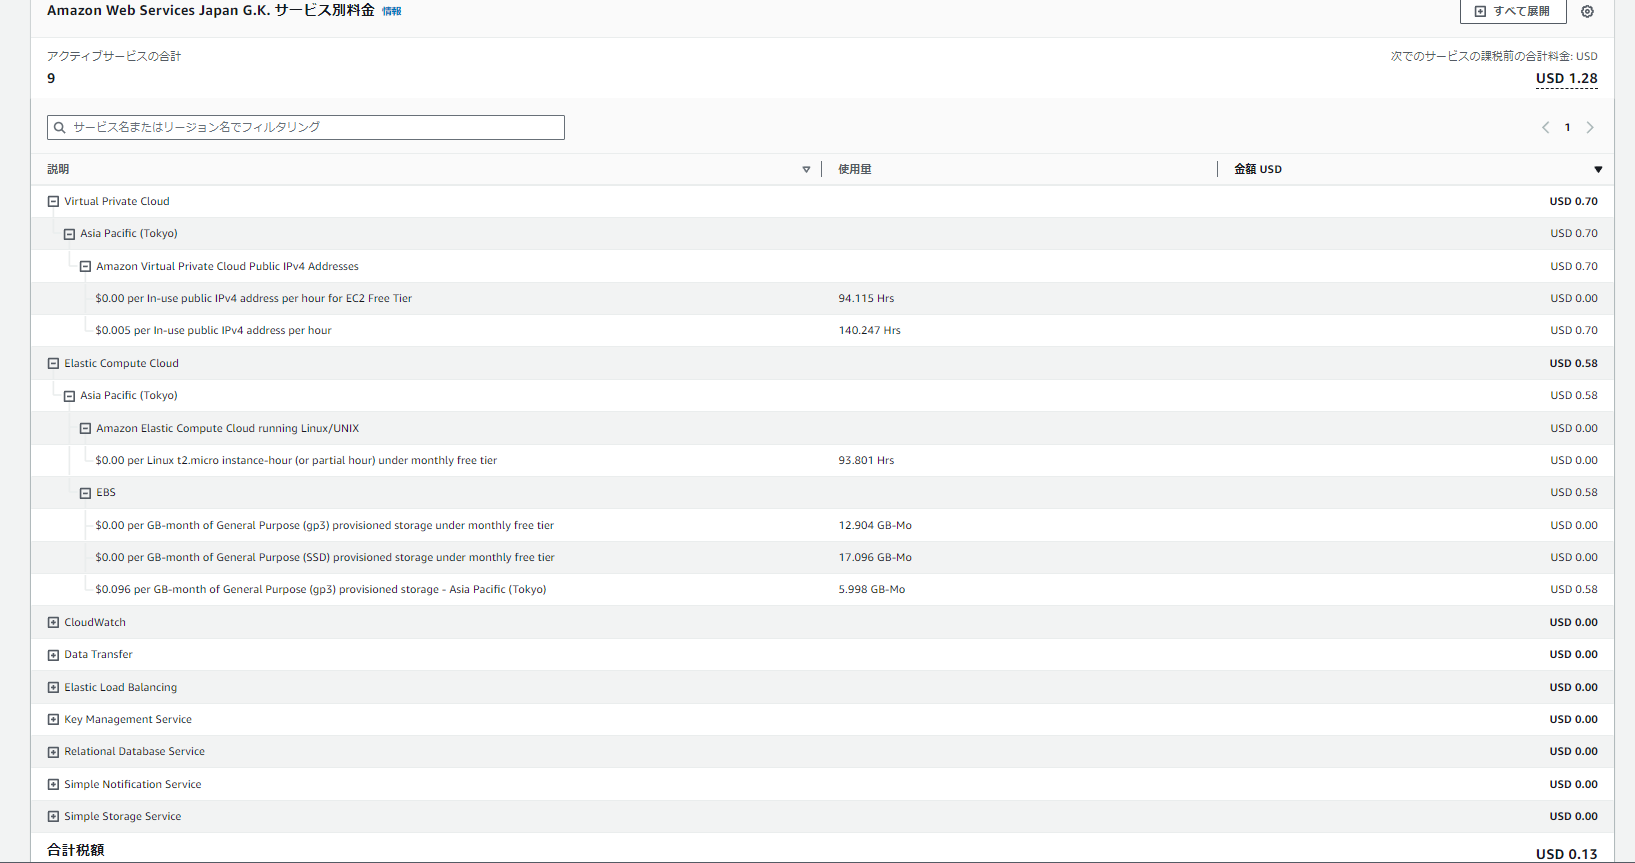 Amazon Web Services Japan G.K. サービス別料金 情報
すべて展開
アクティブサービスの合計
次でのサービスの課税前の合計料金: USD
9
USD 1.28
サービス名またはリージョン名でフィルタリング
1
説明 使用量 金額 USD
Virtual Private Cloud USD 0.70
Asia Pacific (Tokyo) USD 0.70
Amazon Virtual Private Cloud Public IPv4 Addresses USD 0.70
$0.00 per In-use public IPv4 address per hour for EC2 Free Tier 94.115 Hrs USD 0.00
$0.005 per In-use public IPv4 address per hour 140.247 Hrs USD 0.70
Elastic Compute Cloud USD 0.58
Asia Pacific (Tokyo) USD 0.58
Amazon Elastic Compute Cloud running Linux/UNIX USD 0.00
$0.00 per Linux t2.micro instance-hour (or partial hour) under monthly free tier 93.801 Hrs USD 0.00
EBS USD 0.58
$0.00 per GB-month of General Purpose (gp3) provisioned storage under monthly free tier 12.904 GB-Mo USD 0.00
$0.00 per GB-month of General Purpose (SSD) provisioned storage under monthly free tier 17.096 GB-Mo USD 0.00
$0.096 per GB-month of General Purpose (gp3) provisioned storage - Asia Pacific (Tokyo) 5.998 GB-Mo USD 0.58
CloudWatch USD 0.00
Data Transfer USD 0.00
Elastic Load Balancing USD 0.00
Key Management Service USD 0.00
Relational Database Service USD 0.00
Simple Notification Service USD 0.00
Simple Storage Service USD 0.00
合計税額 USD 0.13